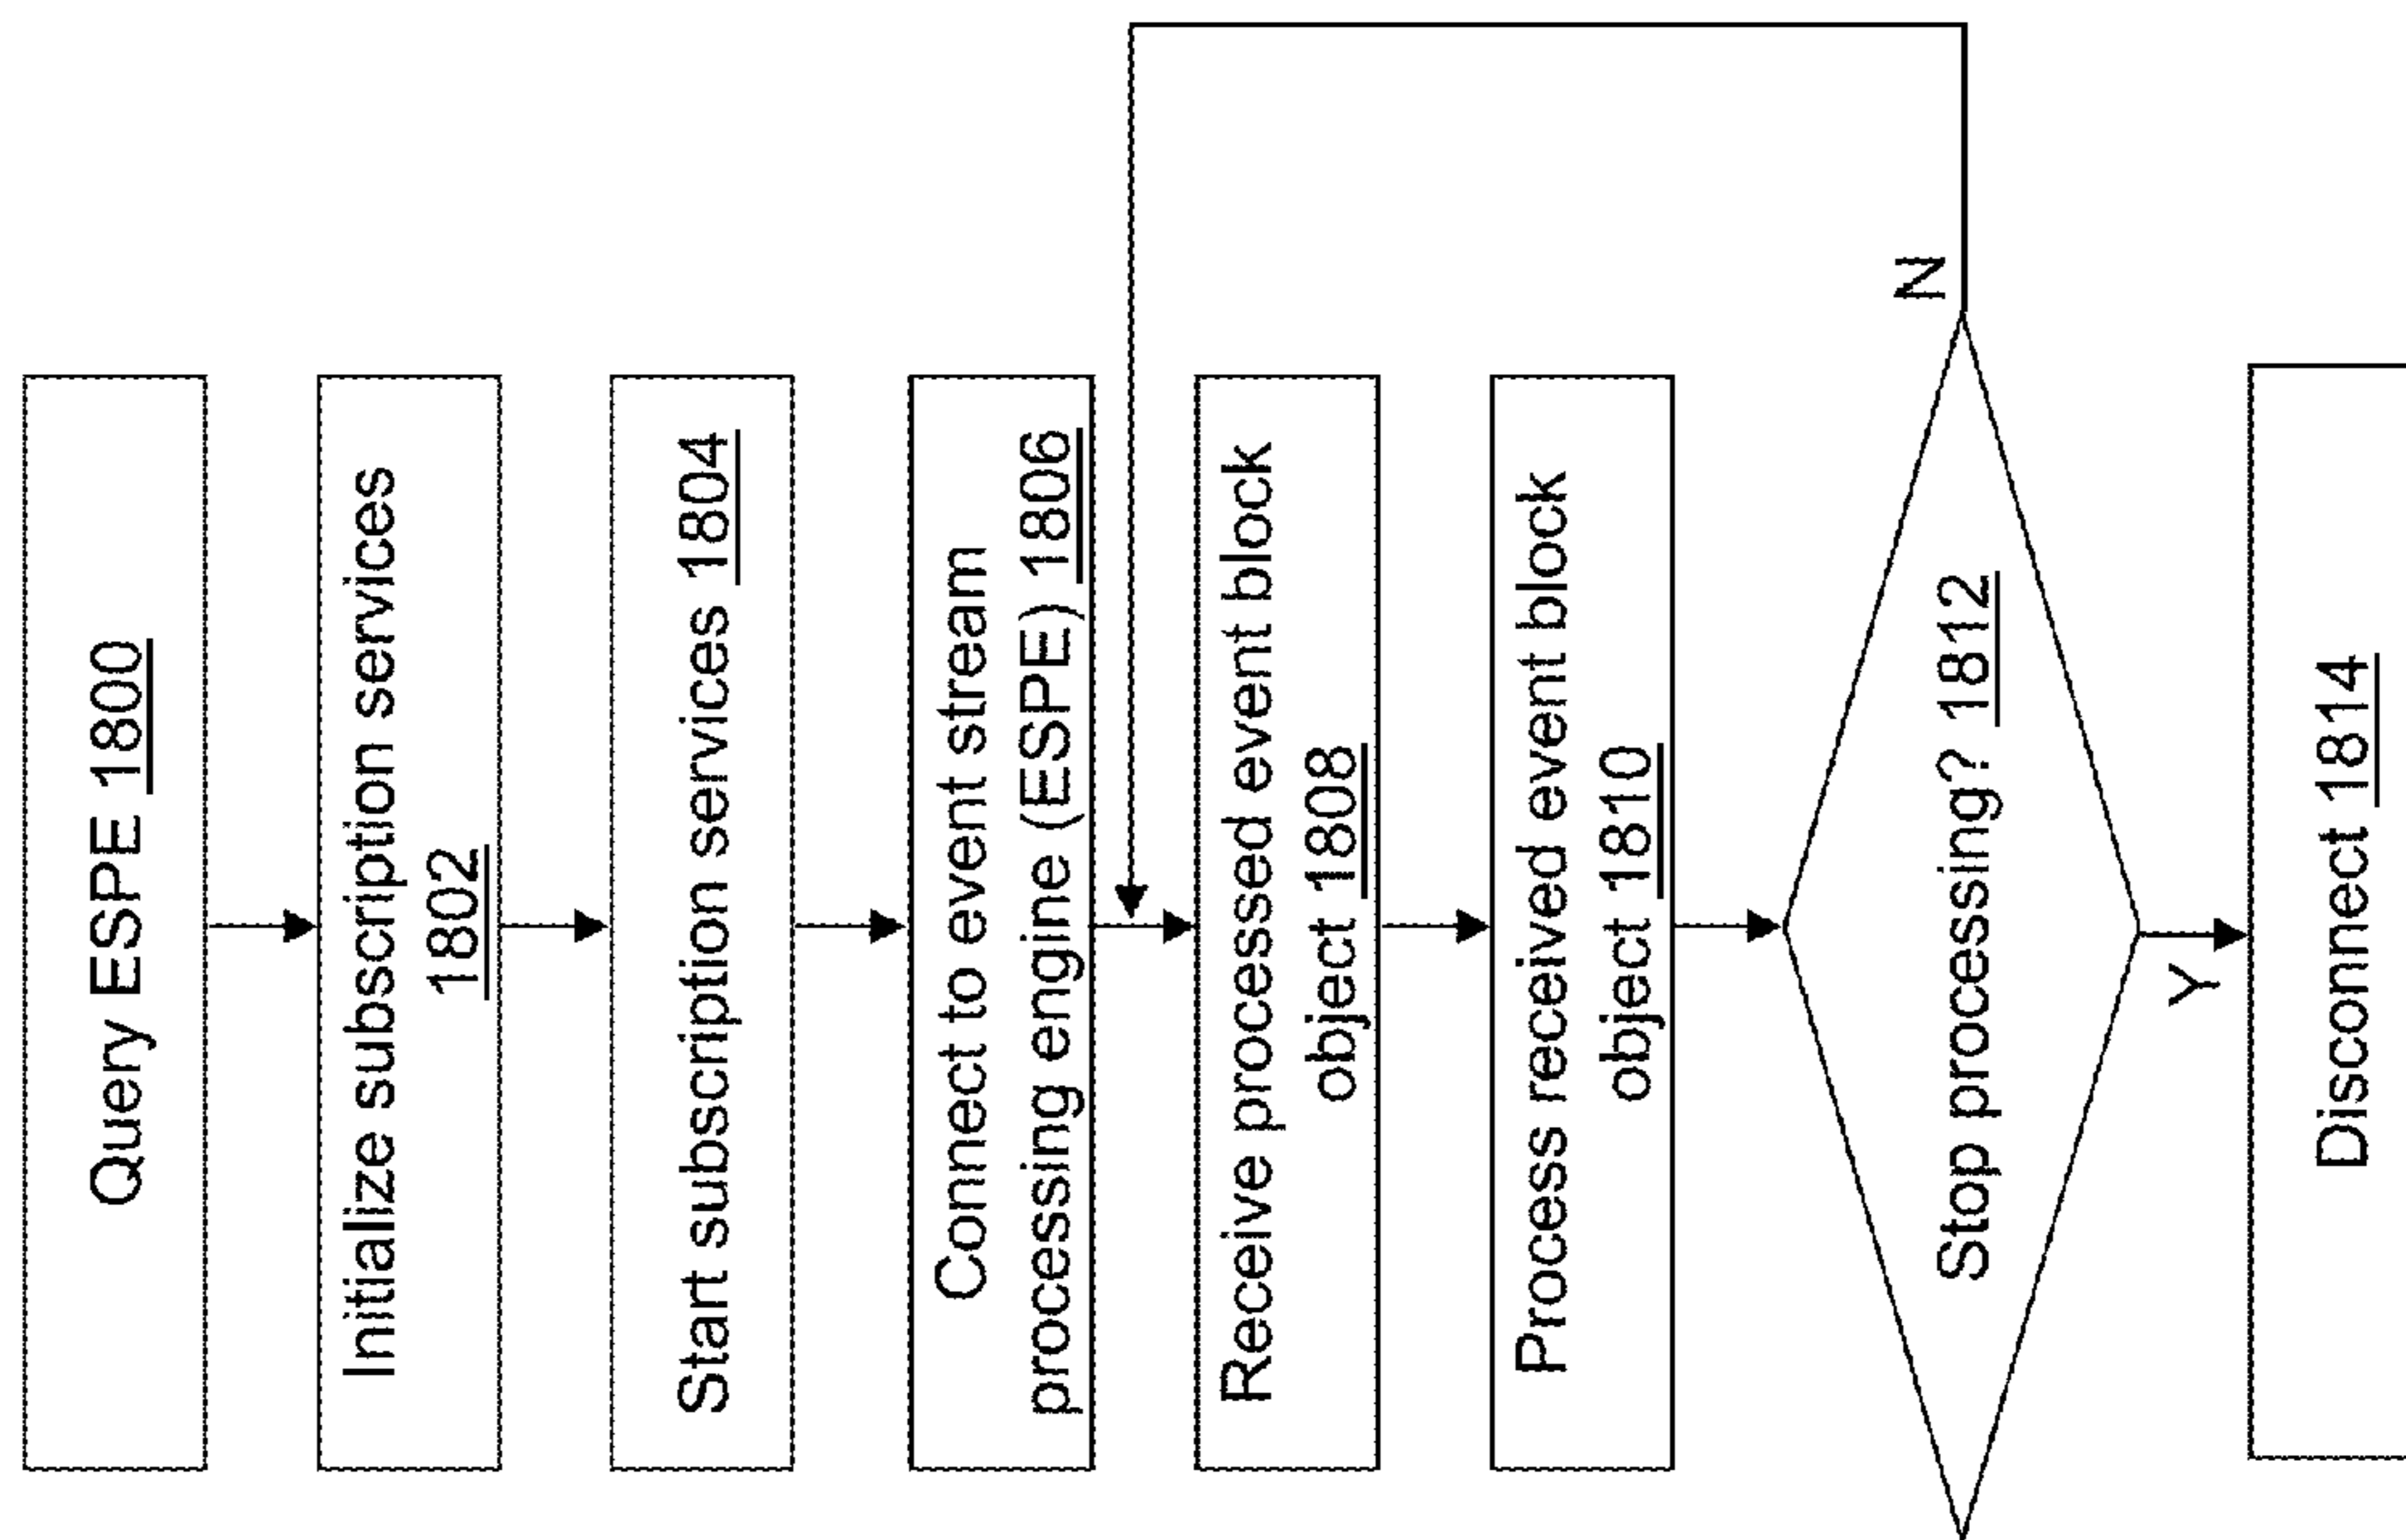 Query ESPE 1800
Initialize subscription services
1802
Start subscription services 1804
Connect to event stream
processing engine (ESPE) 1806
Receive processed event block
object 1808
Process received event block
object 1810
Stop processing? 1812
N
Y
Disconnect 1814